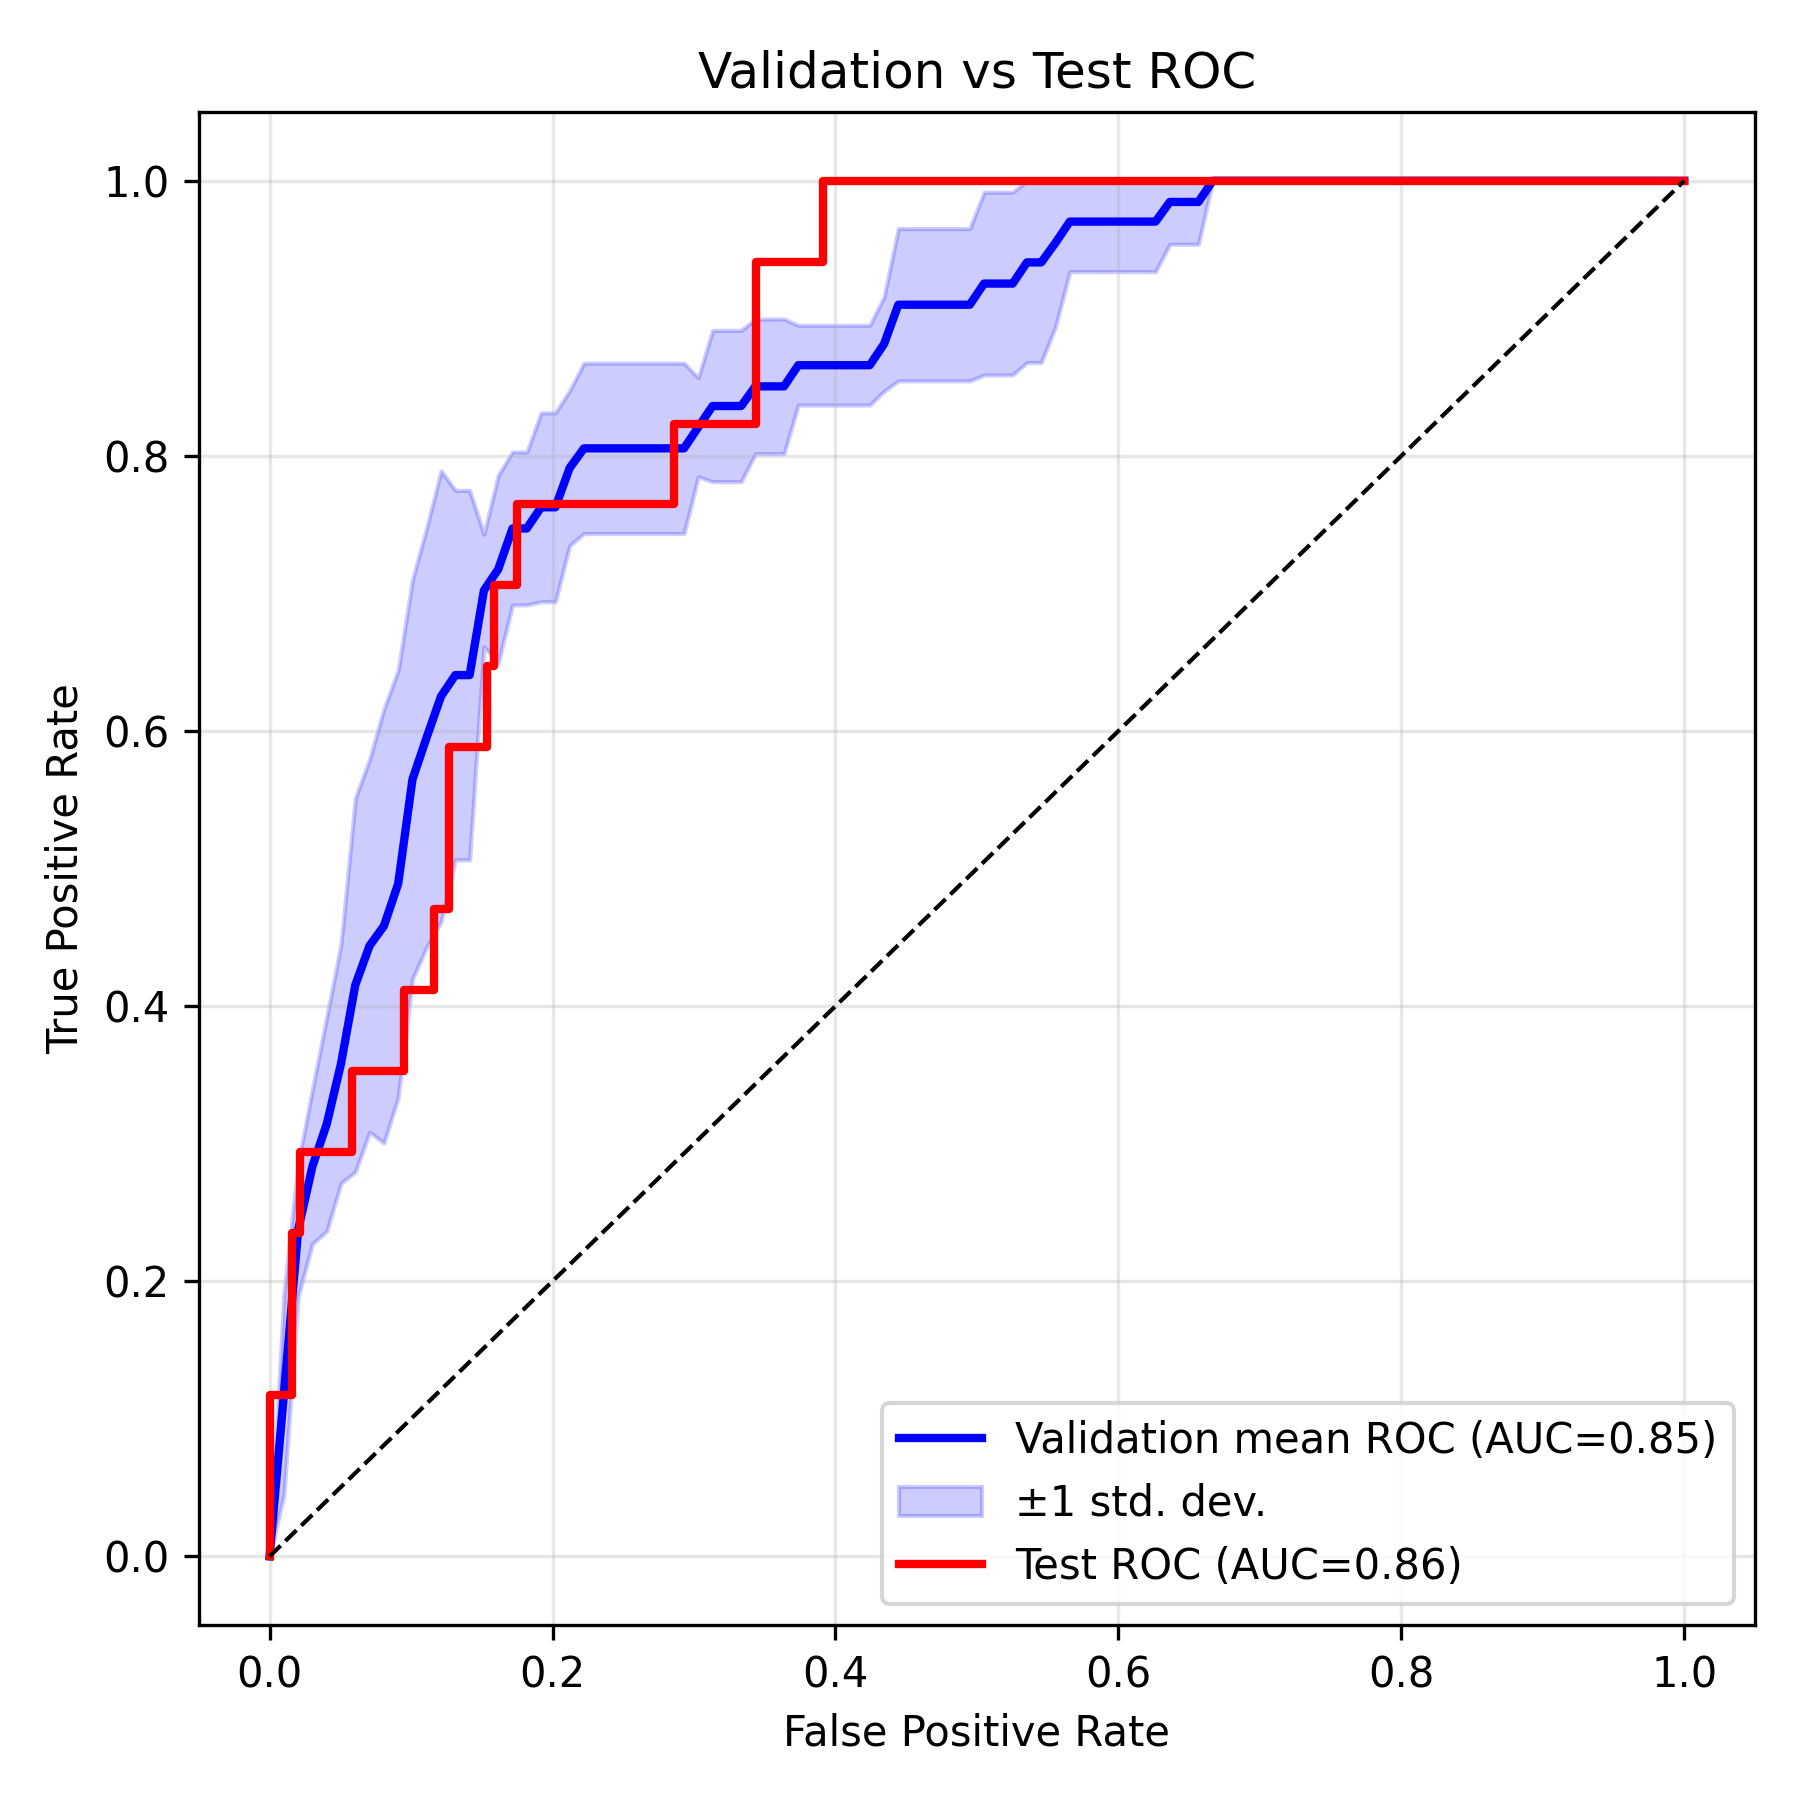 Validation vs Test ROC
True Positive Rate
1.0
0.8
0.6
0.4
0.2
0.0
Validation mean ROC (AUC=0.85)
±1 std. dev.
Test ROC (AUC=0.86)
0.0 0.2 0.4 0.6 0.8 1.0
False Positive Rate